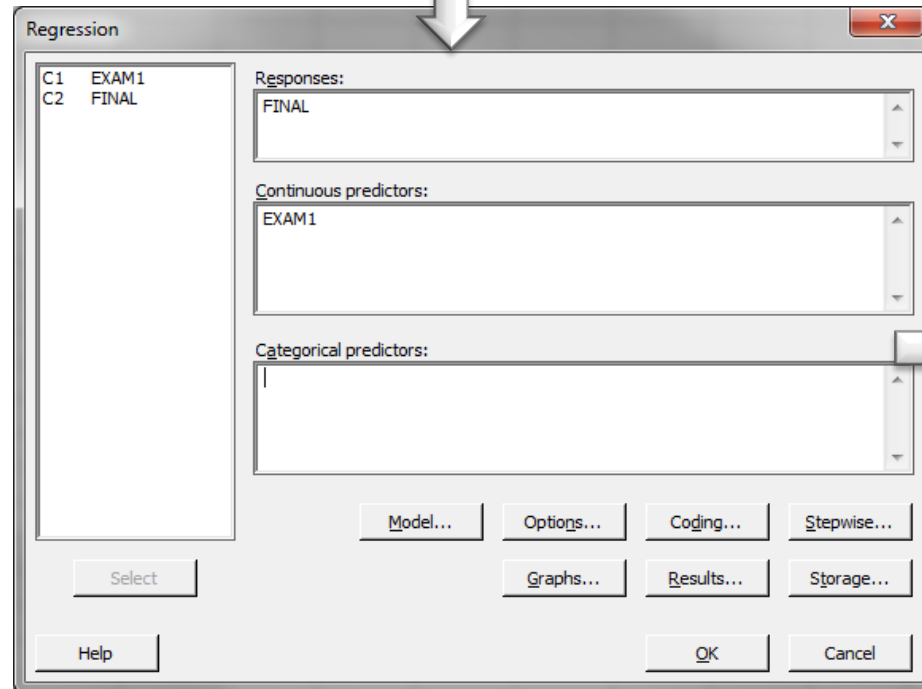 Regression
C1 EXAM1
C2 FINAL
Responses:
FINAL
Continuous predictors:
EXAM1
Categorical predictors:
Model... Options... Coding... Stepwise...
Select Graphs... Results... Storage...
Help OK Cancel